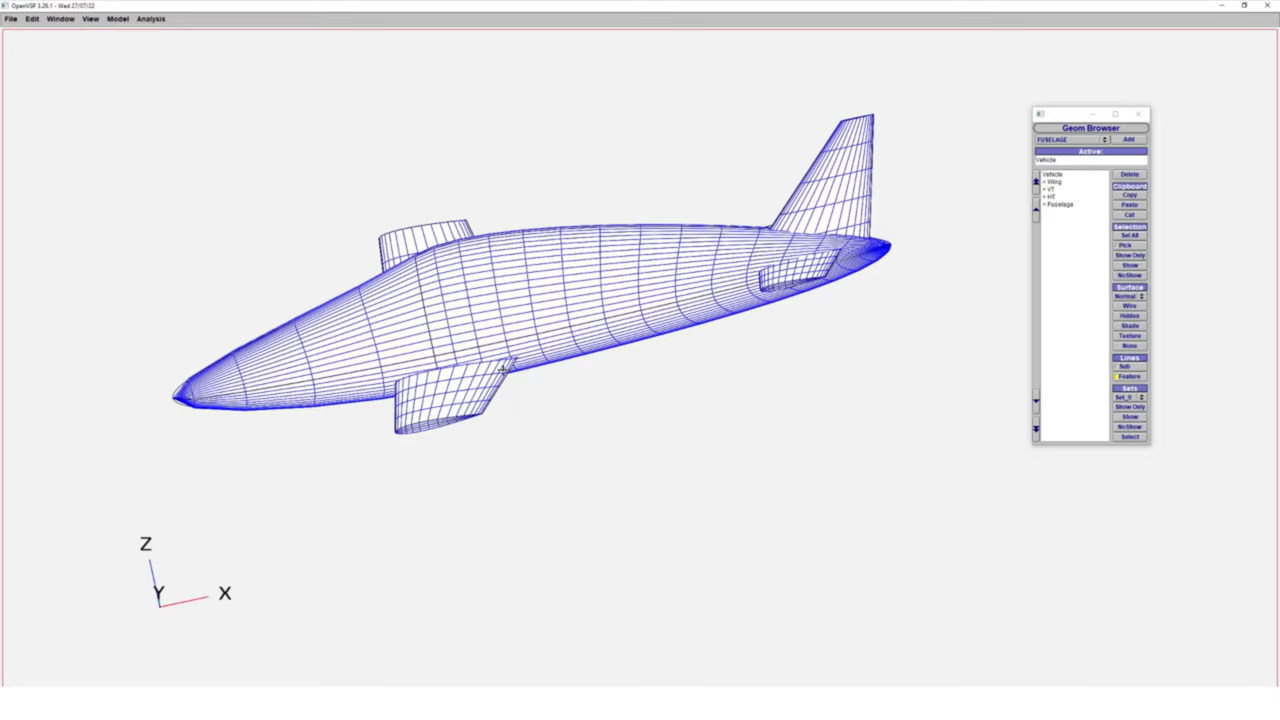 OpenVSP 3.29.1 - Wed 27/07/22
File Edit Window View Model Analysis
Geom Browser
FUSELAGE Add
Active:
Vehicle
Vehicle
> Wing
> VT
> HT
> Fuselage
Delete
Clipboard
Copy
Paste
Cut
Selection
Sel All
Pick
Show Only
Show
NoShow
Surface
Normal
Wire
Hidden
Shade
Texture
None
Lines
Sub
Feature
Sets
Set_0
Show Only
Show
NoShow
Select
Z
Y
X